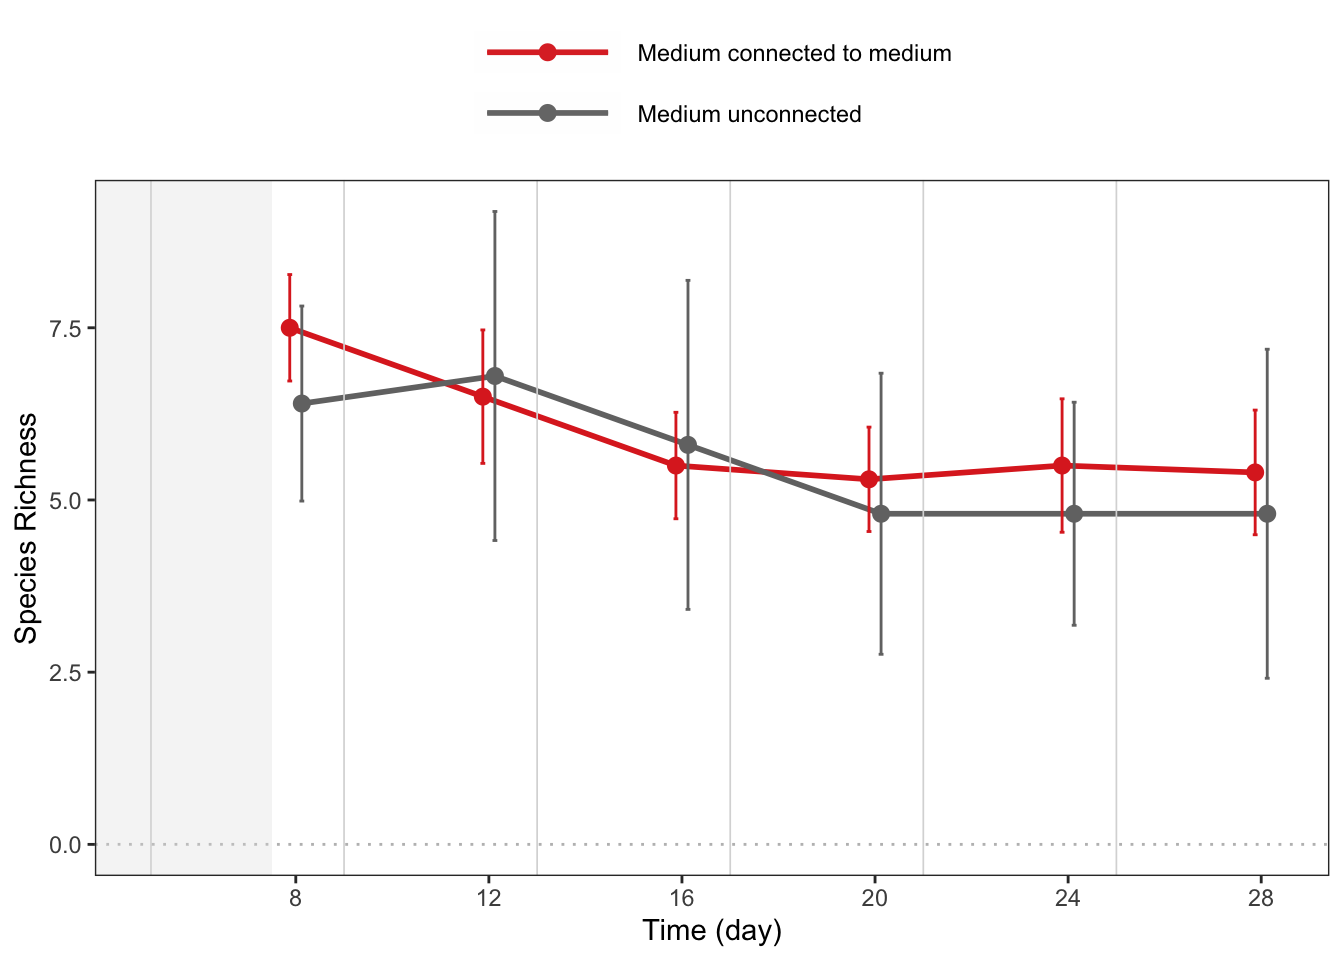 Medium connected to medium
Medium unconnected
7.5
5.0
2.5
0.0
Species Richness
8 12 16 20 24 28
Time (day)